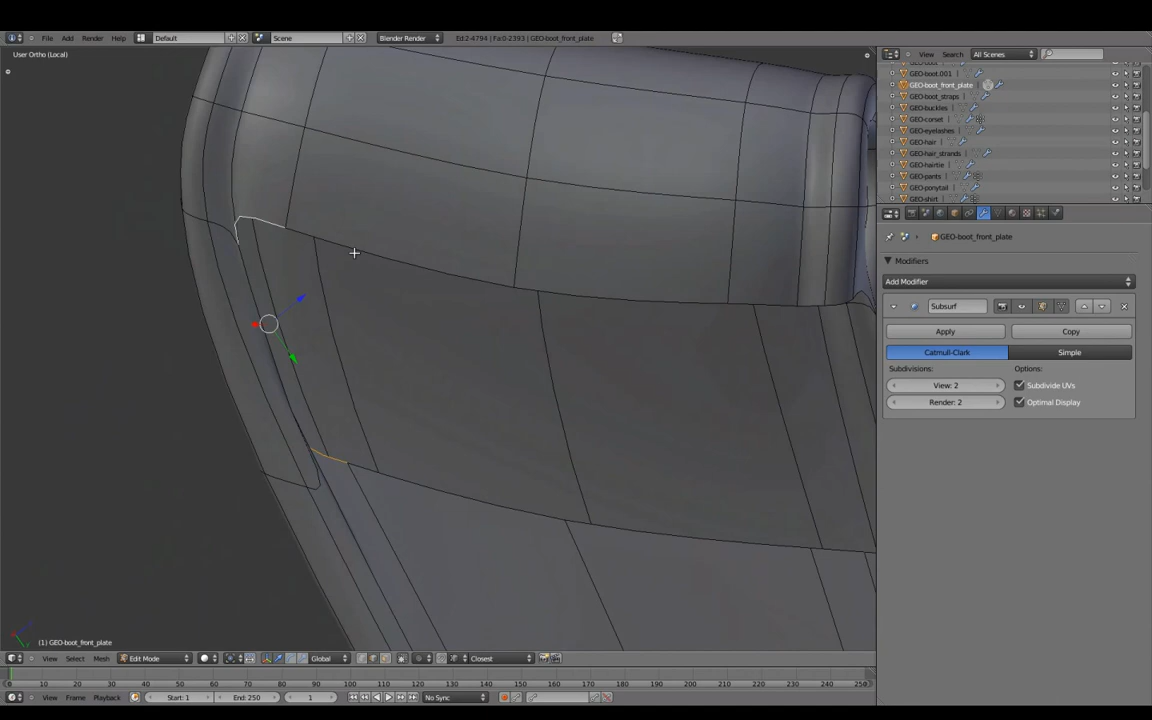 File Add Render Help Default Scene Blender Render Ed:2-4794 | Fa:0-2393 | GEO-boot_front_plate
User Ortho (Local)
View Search All Scenes
GEO-boot.001
GEO-boot_front_plate
GEO-boot_straps
GEO-buckles
GEO-corset
GEO-eyelashes
GEO-hair
GEO-hair_strands
GEO-hairtie
GEO-pants
GEO-ponytail
GEO-shirt
GEO-boot_front_plate
Modifiers
Add Modifier
Subsurf
Apply Copy
Catmull-Clark Simple
Subdivisions: Options:
View: 2 Subdivide UVs
Render: 2 Optimal Display
(1) GEO-boot_front_plate
View Select Mesh Edit Mode Global Closest
0 10 20 30 40 50 60 70 80 90 100 110 120 130 140 150 160 170 180 190 200 210 220 230 240 250
View Frame Playback Start: 1 End: 250 1 No Sync